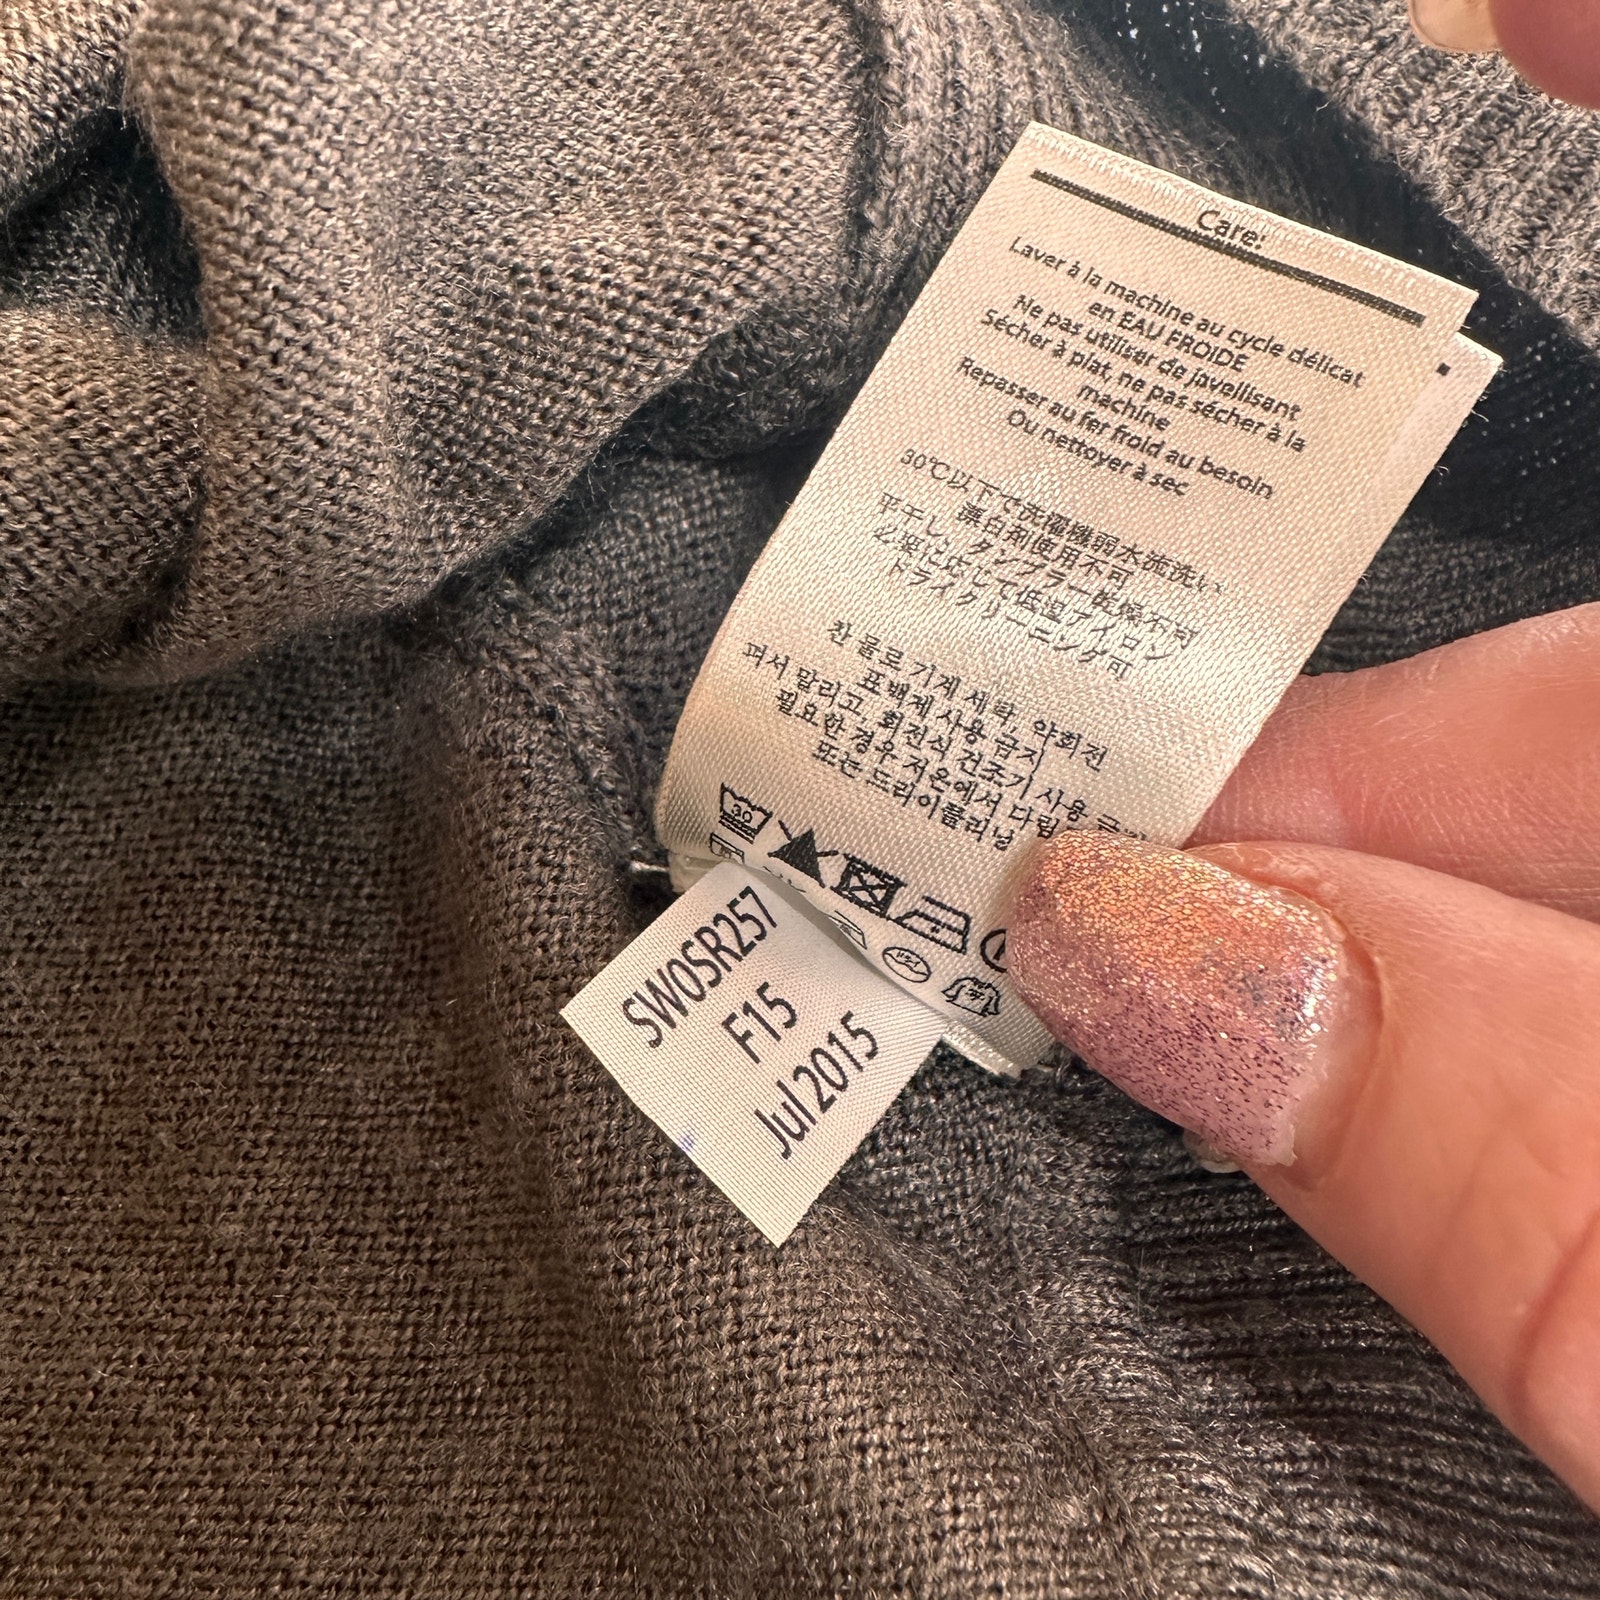 Care:
Laver à la machine au cycle délicat
en EAU FROIDE
Ne pas utiliser de javellisant
Sécher à plat, ne pas sécher à la
machine
Repasser au fer froid au besoin
Ou nettoyer à sec
30℃以下で洗濯機弱水流洗い
漂白剤使用不可
平干し、タンブラー乾燥不可
必要に応じて低温アイロン
ドライクリーニング可
찬 물로 기계 세탁, 약회전
표백제 사용 금지
펴서 말리고, 회전식 건조기 사용
필요한 경우 저온에서 다림
또는 드라이클리닝
30
SW0SR257
F15
Jul 2015